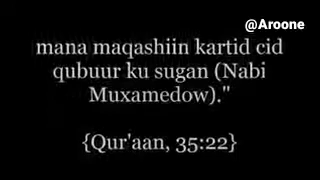 @Aroone
mana maqashiin kartid cid
qubuur ku sugan (Nabi
Muxamedow)."
{Qur'aan, 35:22}